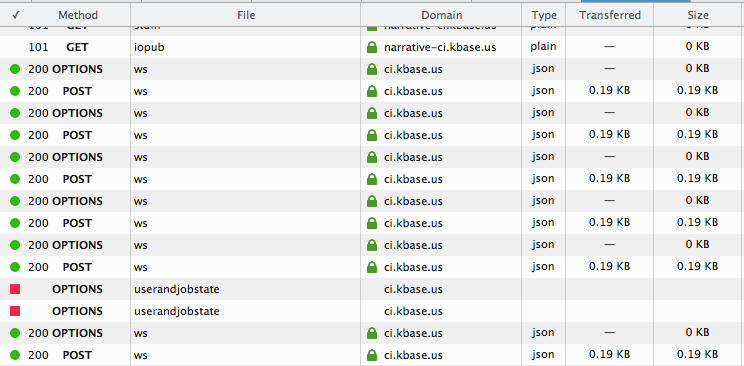 ✓ Method File Domain Type Transferred Size
101 GET iopub narrative-ci.kbase.us plain — 0 KB
200 OPTIONS ws ci.kbase.us json — 0 KB
200 POST ws ci.kbase.us json 0.19 KB 0.19 KB
200 OPTIONS ws ci.kbase.us json — 0 KB
200 POST ws ci.kbase.us json 0.19 KB 0.19 KB
200 OPTIONS ws ci.kbase.us json — 0 KB
200 POST ws ci.kbase.us json 0.19 KB 0.19 KB
200 OPTIONS ws ci.kbase.us json — 0 KB
200 POST ws ci.kbase.us json 0.19 KB 0.19 KB
200 OPTIONS ws ci.kbase.us json — 0 KB
200 POST ws ci.kbase.us json 0.19 KB 0.19 KB
OPTIONS userandjobstate ci.kbase.us
OPTIONS userandjobstate ci.kbase.us
200 OPTIONS ws ci.kbase.us json — 0 KB
200 POST ws ci.kbase.us json 0.19 KB 0.19 KB